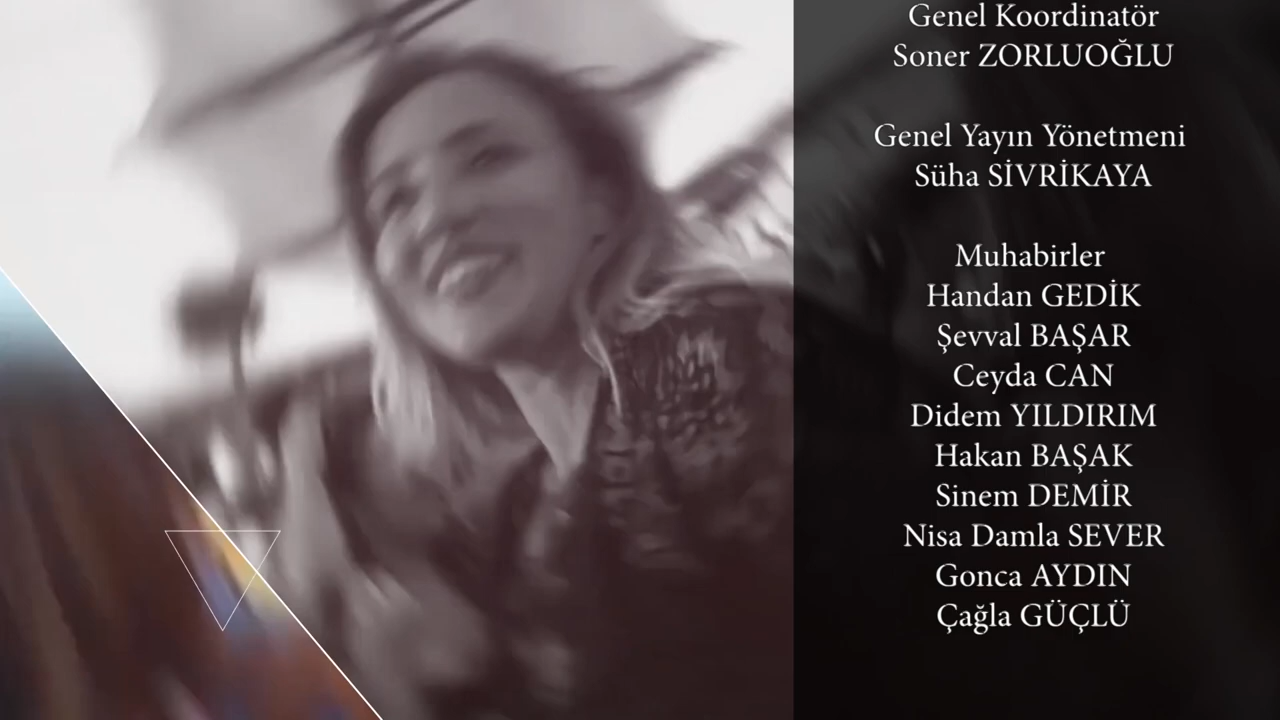 Genel Koordinatör
Soner ZORLUOĞLU
Genel Yayın Yönetmeni
Süha SİVRİKAYA
Muhabirler
Handan GEDİK
Şevval BAŞAR
Ceyda CAN
Didem YILDIRIM
Hakan BAŞAK
Sinem DEMİR
Nisa Damla SEVER
Gonca AYDIN
Çağla GÜÇLÜ